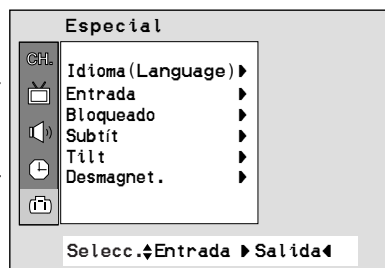 Especial
CH.
Idioma(Language)▶
Entrada ▶
Bloqueado ▶
Subtít ▶
Tilt ▶
Desmagnet. ▶
Selecc.▲▼Entrada ▶Salida◀